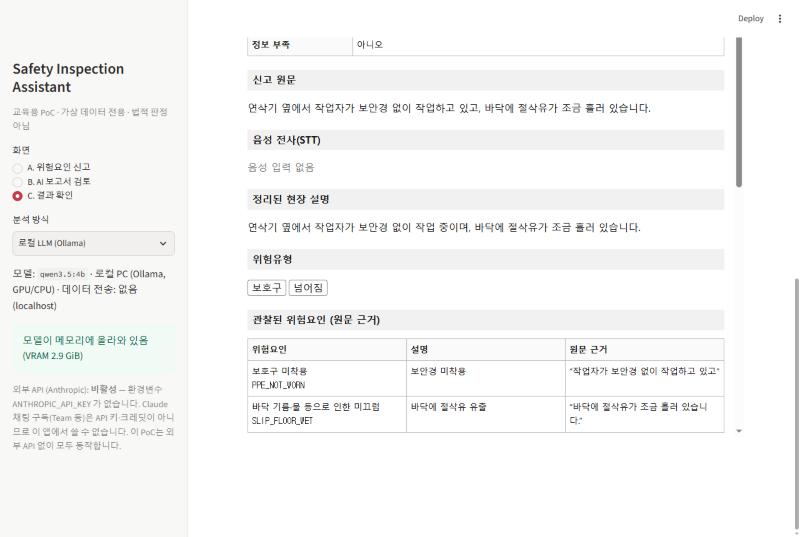 Deploy
Safety Inspection
Assistant
교육용 PoC · 가상 데이터 전용 · 법적 판정
아님
화면
A. 위험요인 신고
B. AI 보고서 검토
C. 결과 확인
분석 방식
로컬 LLM (Ollama)
모델: qwen3.5:4b · 로컬 PC (Ollama,
GPU/CPU) · 데이터 전송: 없음
(localhost)
모델이 메모리에 올라와 있음
(VRAM 2.9 GiB)
외부 API (Anthropic): 비활성 — 환경변수
ANTHROPIC_API_KEY 가 없습니다. Claude
채팅 구독(Team 등)은 API 키·크레딧이 아니
므로 이 앱에서 쓸 수 없습니다. 이 PoC는 외
부 API 없이 모두 동작합니다.
정보 부족 아니오
신고 원문
연삭기 옆에서 작업자가 보안경 없이 작업하고 있고, 바닥에 절삭유가 조금 흘러 있습니다.
음성 전사(STT)
음성 입력 없음
정리된 현장 설명
연삭기 옆에서 작업자가 보안경 없이 작업 중이며, 바닥에 절삭유가 조금 흘러 있습니다.
위험유형
보호구 넘어짐
관찰된 위험요인 (원문 근거)
위험요인 설명 원문 근거
보호구 미착용 보안경 미착용 "작업자가 보안경 없이 작업하고 있고"
PPE_NOT_WORN
바닥 기름·물 등으로 인한 미끄럼 바닥에 절삭유 유출 "바닥에 절삭유가 조금 흘러 있습니
SLIP_FLOOR_WET 다."